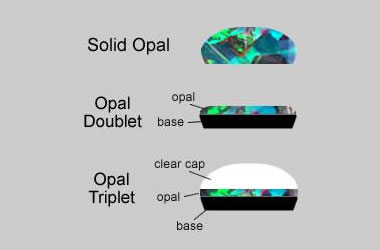 Solid Opal
opal
Opal
Doublet
base
clear cap
Opal
Triplet
opal
base